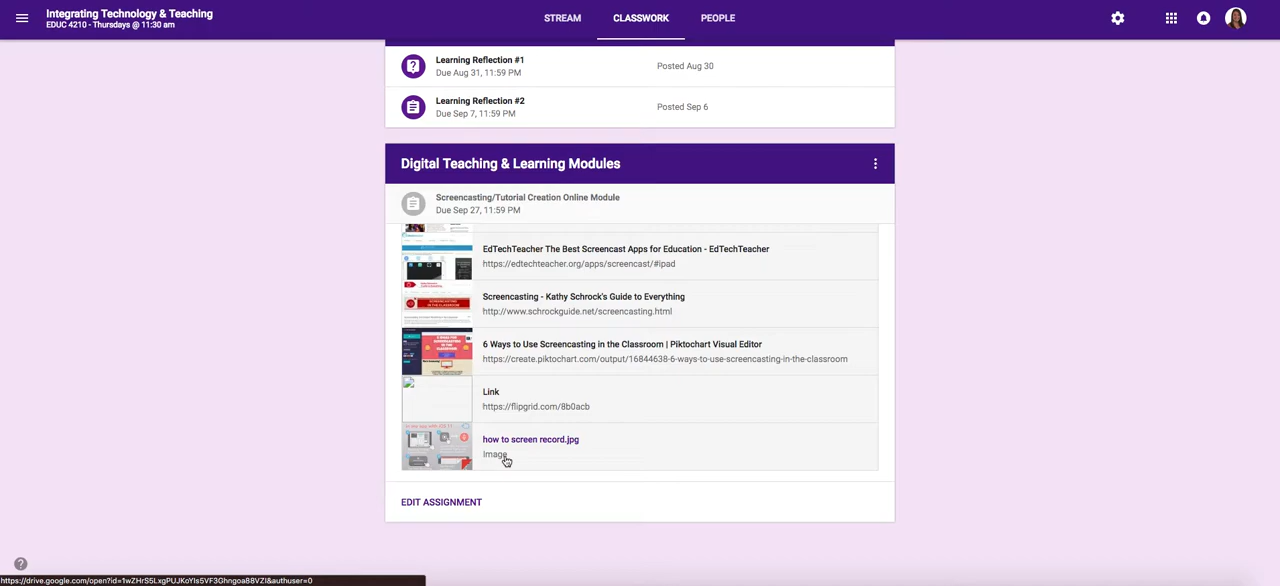 Integrating Technology & Teaching
EDUC 4210 - Thursdays @ 11:30 am
STREAM
CLASSWORK
PEOPLE
Learning Reflection #1
Due Aug 31, 11:59 PM
Posted Aug 30
Learning Reflection #2
Due Sep 7, 11:59 PM
Posted Sep 6
Digital Teaching & Learning Modules
Screencasting/Tutorial Creation Online Module
Due Sep 27, 11:59 PM
EdTechTeacher The Best Screencast Apps for Education - EdTechTeacher
https://edtechteacher.org/apps/screencast/#ipad
Screencasting - Kathy Schrock's Guide to Everything
http://www.schrockguide.net/screencasting.html
6 Ways to Use Screencasting in the Classroom | Piktochart Visual Editor
https://create.piktochart.com/output/16844638-6-ways-to-use-screencasting-in-the-classroom
Link
https://flipgrid.com/8b0acb
how to screen record.jpg
Image
EDIT ASSIGNMENT